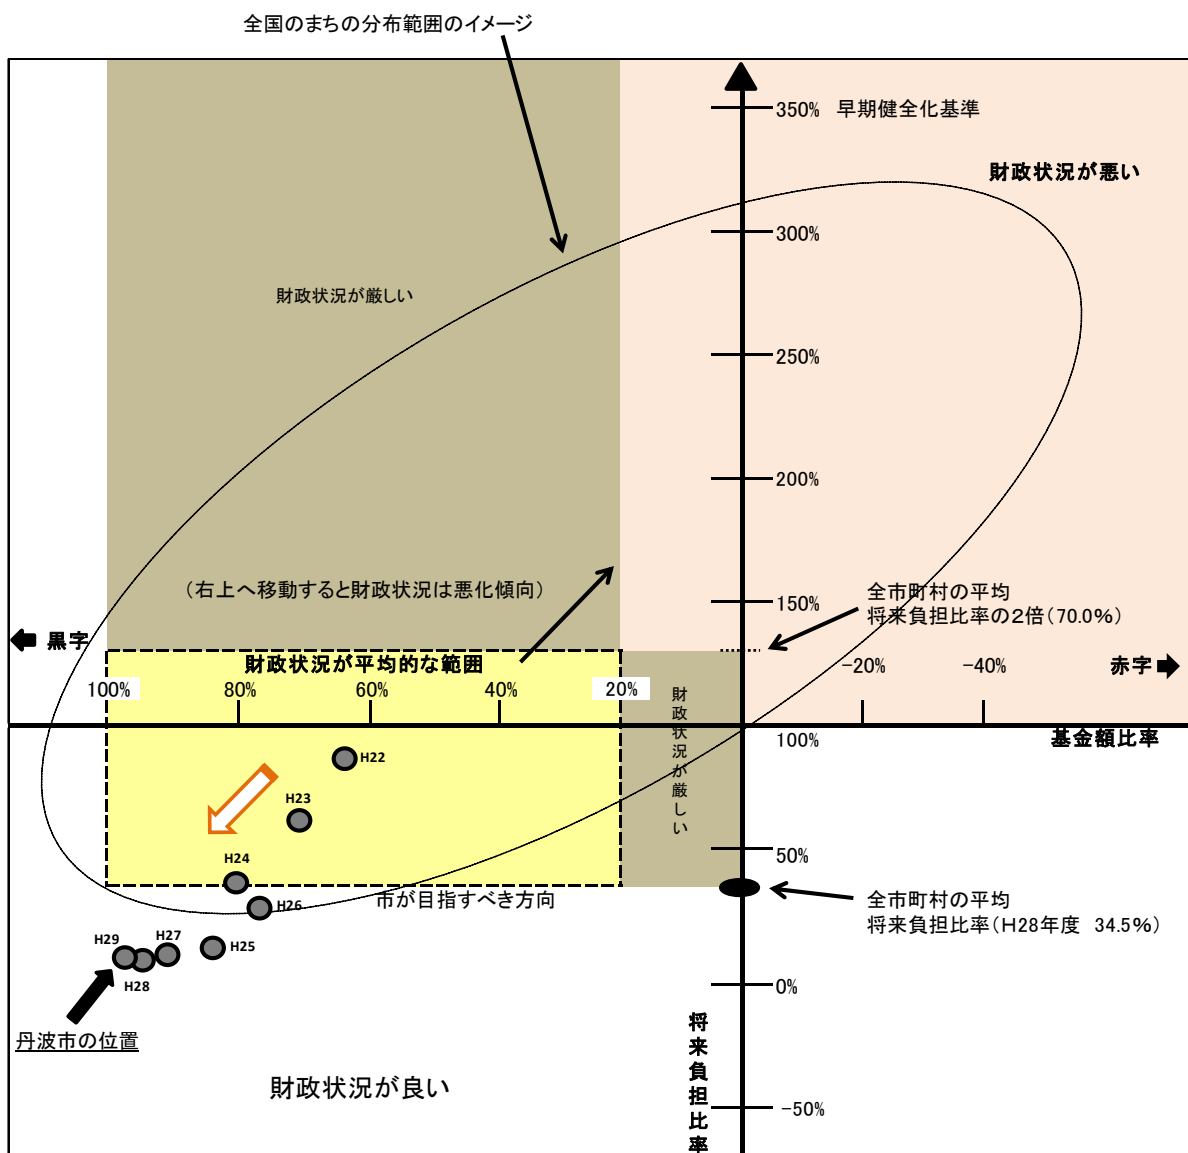 全国のまちの分布範囲のイメージ
350% 早期健全化基準
財政状況が悪い
300%
財政状況が厳しい
250%
200%
（右上へ移動すると財政状況は悪化傾向）
150%
全市町村の平均
将来負担比率の２倍（70.0％）
黒字
財政状況が平均的な範囲
-20%
-40%
赤字
100%
80%
60%
40%
20%
財政状況が厳しい
100%
基金額比率
H22
H23
H24
50%
市が目指すべき方向
H26
全市町村の平均
将来負担比率（Ｈ28年度　34.5％）
H29
H27
H25
H28
0%
丹波市の位置
将来負担比率
財政状況が良い
-50%